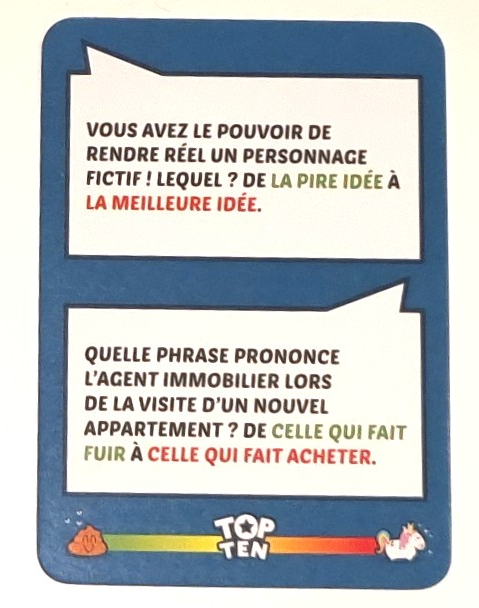 VOUS AVEZ LE POUVOIR DE
RENDRE RÉEL UN PERSONNAGE
FICTIF ! LEQUEL ? DE LA PIRE IDÉE À
LA MEILLEURE IDÉE.
QUELLE PHRASE PRONONCE
L'AGENT IMMOBILIER LORS
DE LA VISITE D'UN NOUVEL
APPARTEMENT ? DE CELLE QUI FAIT
FUIR À CELLE QUI FAIT ACHETER.
TOP
TEN